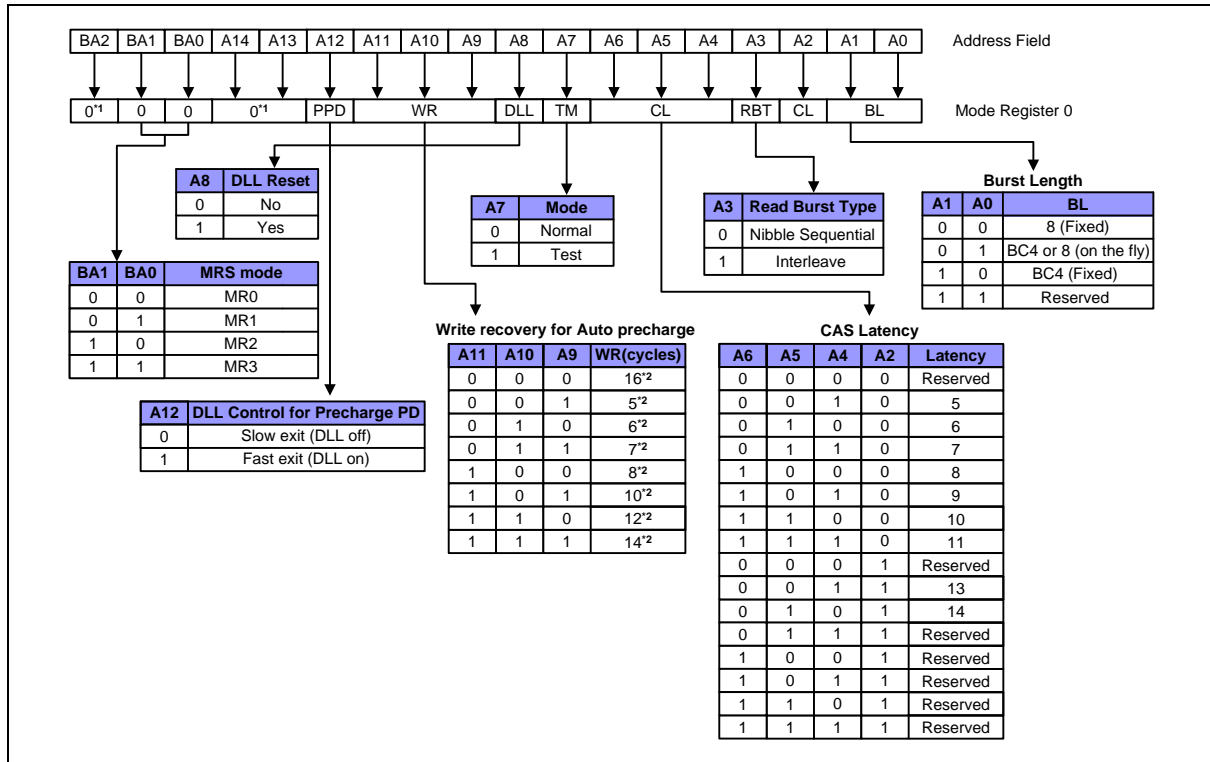 BA2 BA1 BA0 A14 A13 A12 A11 A10 A9 A8 A7 A6 A5 A4 A3 A2 A1 A0 Address Field
0*1 0 0 0*1 PPD WR DLL TM CL RBT CL BL Mode Register 0
A8 DLL Reset
0 No
1 Yes
A7 Mode
0 Normal
1 Test
A3 Read Burst Type
0 Nibble Sequential
1 Interleave
Burst Length
A1 A0 BL
0 0 8 (Fixed)
0 1 BC4 or 8 (on the fly)
1 0 BC4 (Fixed)
1 1 Reserved
BA1 BA0 MRS mode
0 0 MR0
0 1 MR1
1 0 MR2
1 1 MR3
A12 DLL Control for Precharge PD
0 Slow exit (DLL off)
1 Fast exit (DLL on)
Write recovery for Auto precharge
A11 A10 A9 WR(cycles)
0 0 0 16*2
0 0 1 5*2
0 1 0 6*2
0 1 1 7*2
1 0 0 8*2
1 0 1 10*2
1 1 0 12*2
1 1 1 14*2
CAS Latency
A6 A5 A4 A2 Latency
0 0 0 0 Reserved
0 0 1 0 5
0 1 0 0 6
0 1 1 0 7
1 0 0 0 8
1 0 1 0 9
1 1 0 0 10
1 1 1 0 11
0 0 0 1 Reserved
0 0 1 1 13
0 1 0 1 14
0 1 1 1 Reserved
1 0 0 1 Reserved
1 0 1 1 Reserved
1 1 0 1 Reserved
1 1 1 1 Reserved